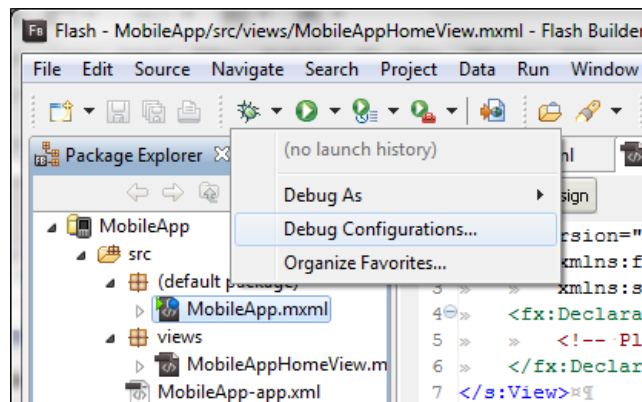 Fb Flash - MobileApp/src/views/MobileAppHomeView.mxml - Flash Builder
File Edit Source Navigate Search Project Data Run Window
Package Explorer
(no launch history)
Debug As
Debug Configurations...
Organize Favorites...
sign
MobileApp
src
(default package)
MobileApp.mxml
views
MobileAppHomeView.m
MobileApp-app.xml
rsion="
xmlns:f
3 » » xmlns:s
4 » <fx:Declara
5 » » <!-- Pl
6 » </fx:Declar
7 </s:View>¤¶